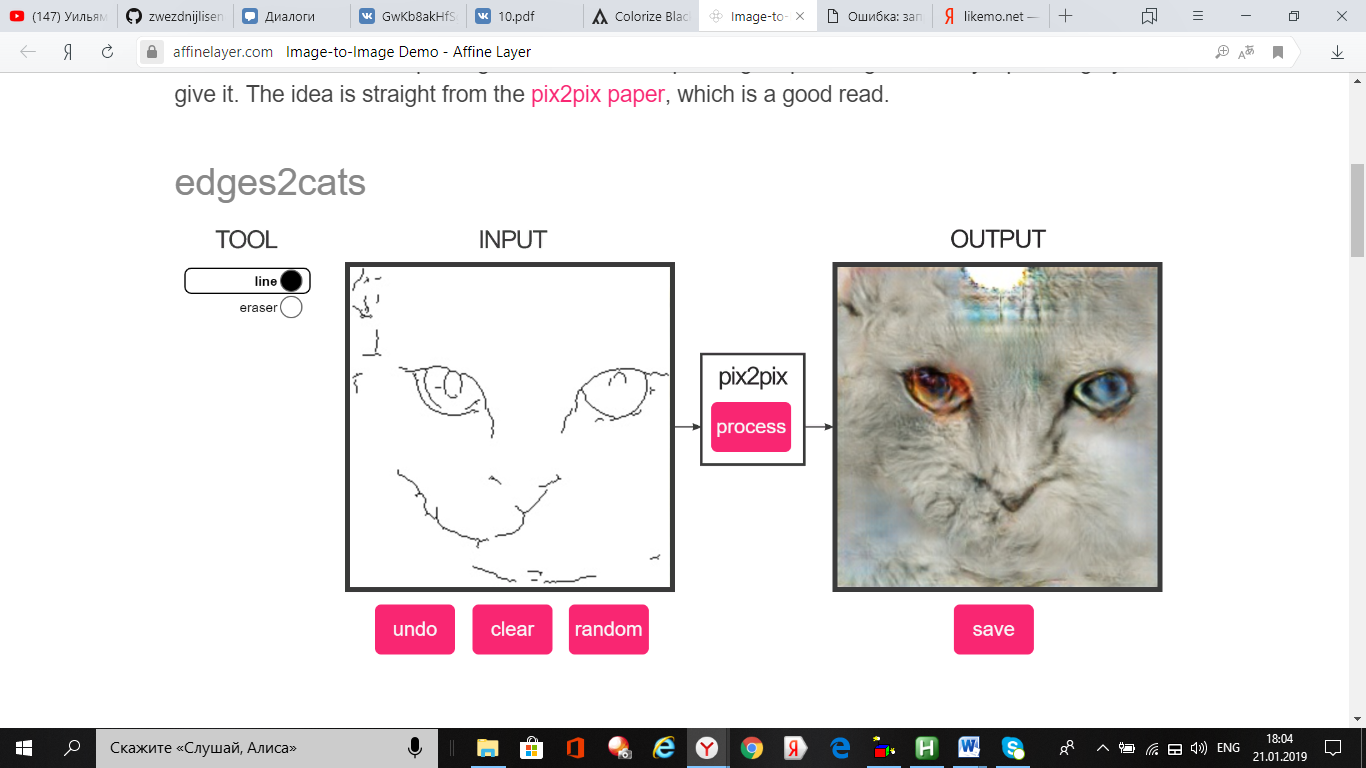 (147) Уильям
zwezdnijlisen
Диалоги
GwKb8akHfS
10.pdf
Colorize Blac
Image-to-
Ошибка: зап
likemo.net —
affinelayer.com Image-to-Image Demo - Affine Layer
give it. The idea is straight from the pix2pix paper, which is a good read.
edges2cats
TOOL
INPUT
OUTPUT
line
eraser
pix2pix
process
undo
clear
random
save
Скажите «Слушай, Алиса»
ENG
18:04
21.01.2019